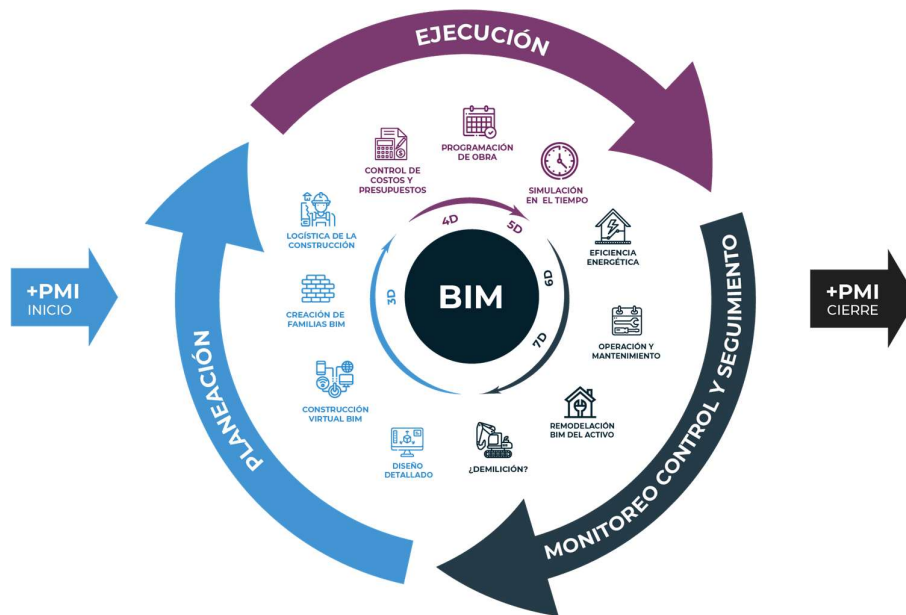 EJECUCIÓN
PROGRAMACIÓN
DE OBRA
CONTROL DE
COSTOS Y
PRESUPUESTOS
SIMULACIÓN
EN EL TIEMPO
LOGÍSTICA DE LA
CONSTRUCCIÓN
4D
5D
EFICIENCIA
ENERGÉTICA
+PMI
INICIO
CREACIÓN DE
FAMILIAS BIM
3D
BIM
6D
7D
OPERACIÓN Y
MANTENIMIENTO
+PMI
CIERRE
PLANEACIÓN
CONSTRUCCIÓN
VIRTUAL BIM
REMODELACIÓN
BIM DEL ACTIVO
DISEÑO
DETALLADO
¿DEMILICIÓN?
MONITOREO CONTROL Y SEGUIMIENTO